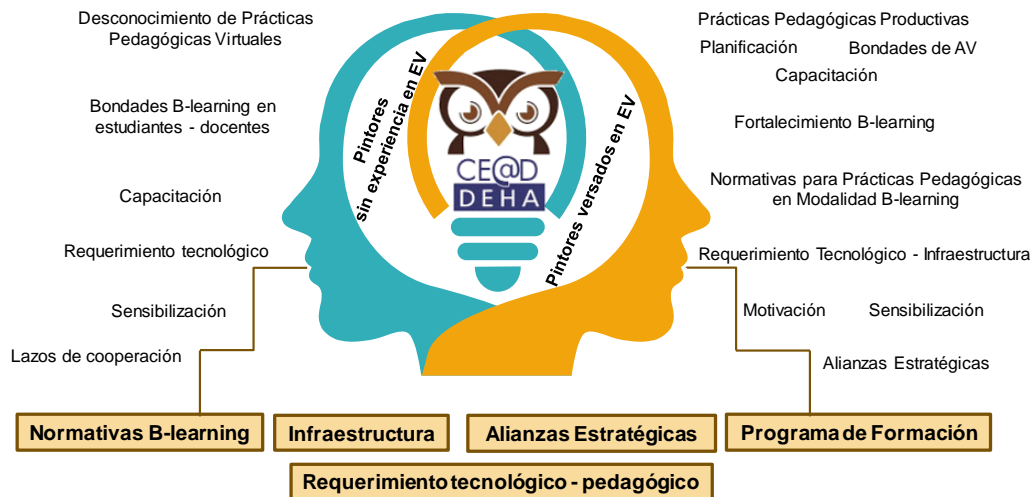 Desconocimiento de Prácticas
Pedagógicas Virtuales
Bondades B-learning en
estudiantes - docentes
Capacitación
Requerimiento tecnológico
Sensibilización
Lazos de cooperación
Pintores
sin experiencia en EV
CE@D
DEHA
Pintores versados en EV
Prácticas Pedagógicas Productivas
Planificación Bondades de AV
Capacitación
Fortalecimiento B-learning
Normativas para Prácticas Pedagógicas
en Modalidad B-learning
Requerimiento Tecnológico - Infraestructura
Motivación Sensibilización
Alianzas Estratégicas
Normativas B-learning
Infraestructura
Alianzas Estratégicas
Programa de Formación
Requerimiento tecnológico - pedagógico